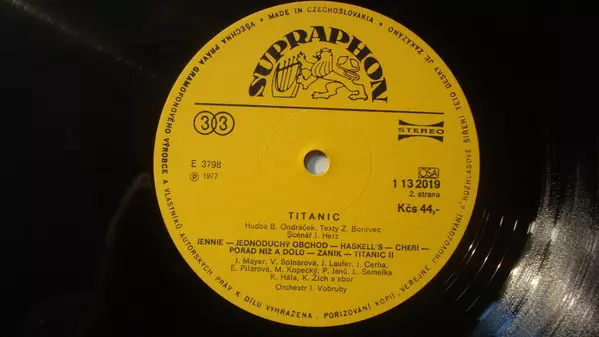 MADE IN CZECHOSLOVAKIA
VŠECHNA PRÁVA GRAMOFONOVÉHO VÝROBCE A VLASTNÍKŮ AUTORSKÝCH PRÁV K DÍLU VYHRAŽENA. POŘIZOVÁNÍ KOPIÍ, VEŘEJNÉ PROVOZOVÁNÍ A ROZHLASOVÉ ŠÍŘENÍ TÉTO DESKY JE ZAKÁZÁNO
SUPRAPHON
33
STEREO
E 3798
OSA
Ⓟ 1977
1 13 2019
2. strana
TITANIC
Kčs 44,-
Hudba B. Ondráček, Texty Z. Borovec
Scénář J. Herz
JENNIE — JEDNODUCHÝ OBCHOD — HASKELL'S — CHERI —
POŘÁD NÍŽ A DOLŮ — ZÁNIK — TITANIC II
J. Mayer, V. Špinarová, J. Laufer, J. Cerha,
E. Pilarová, M. Kopecký, P. Janů, L. Semelka
K. Hála, K. Zich a sbor
Orchestr J. Vobruby